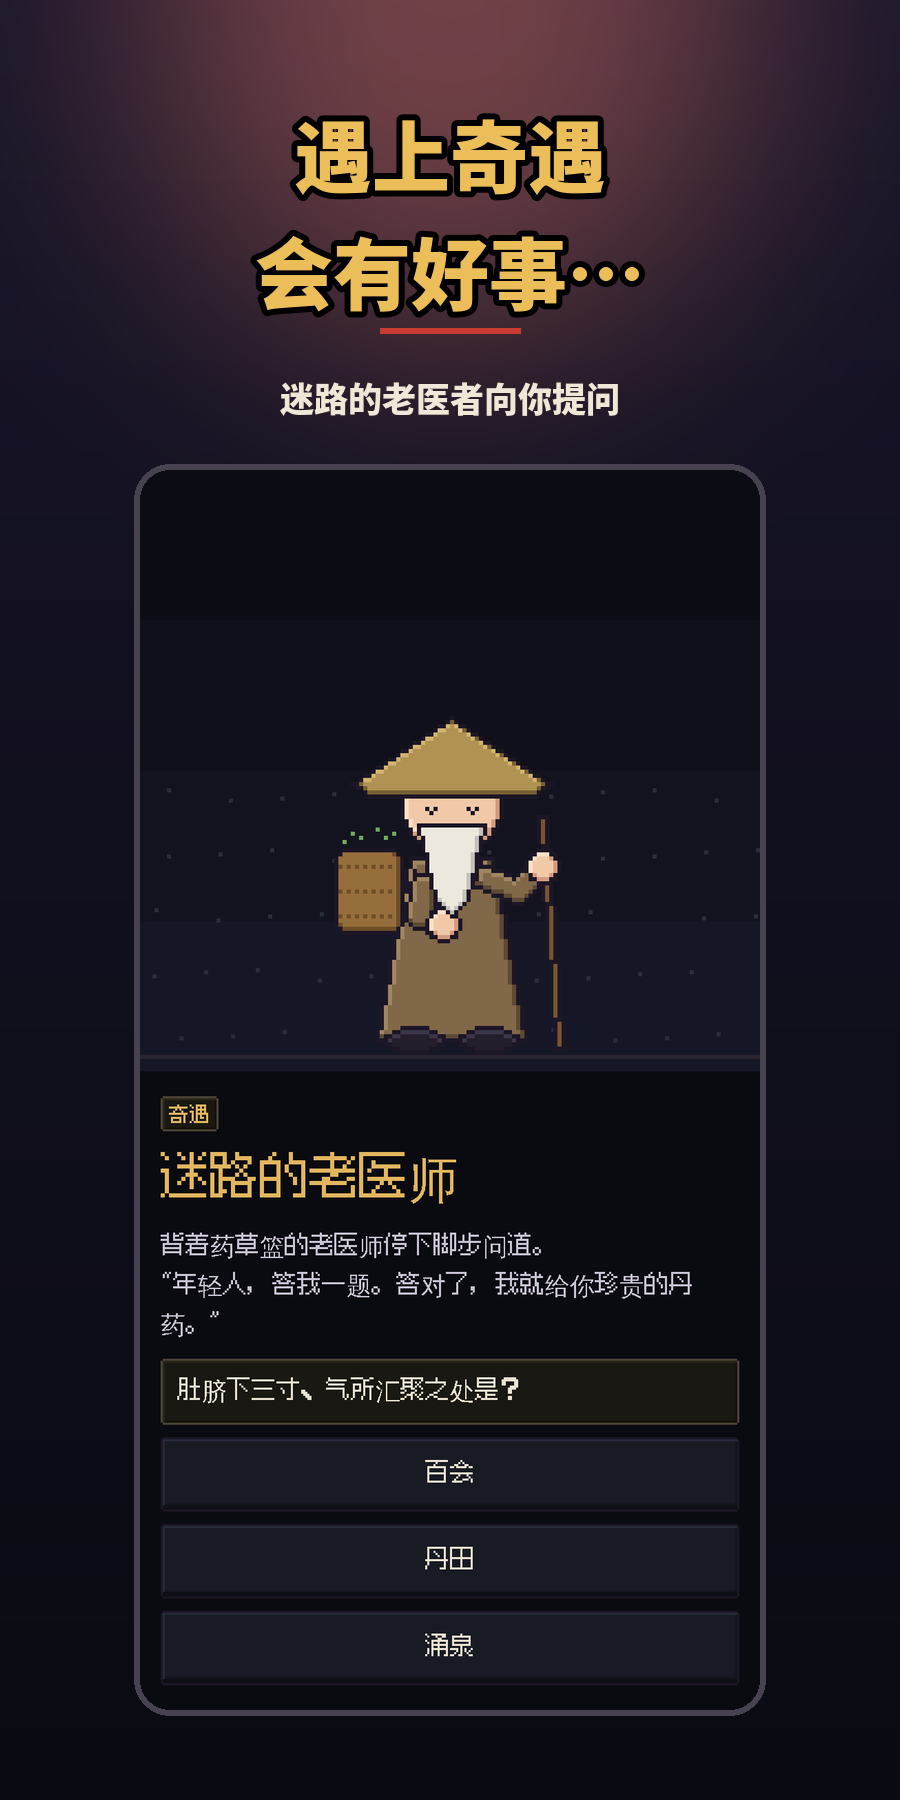 遇上奇遇
会有好事…
迷路的老医者向你提问
奇遇
迷路的老医师
背着药草篮的老医师停下脚步问道。
“年轻人，答我一题。答对了，我就给你珍贵的丹
药。”
肚脐下三寸、气所汇聚之处是?
百会
丹田
涌泉